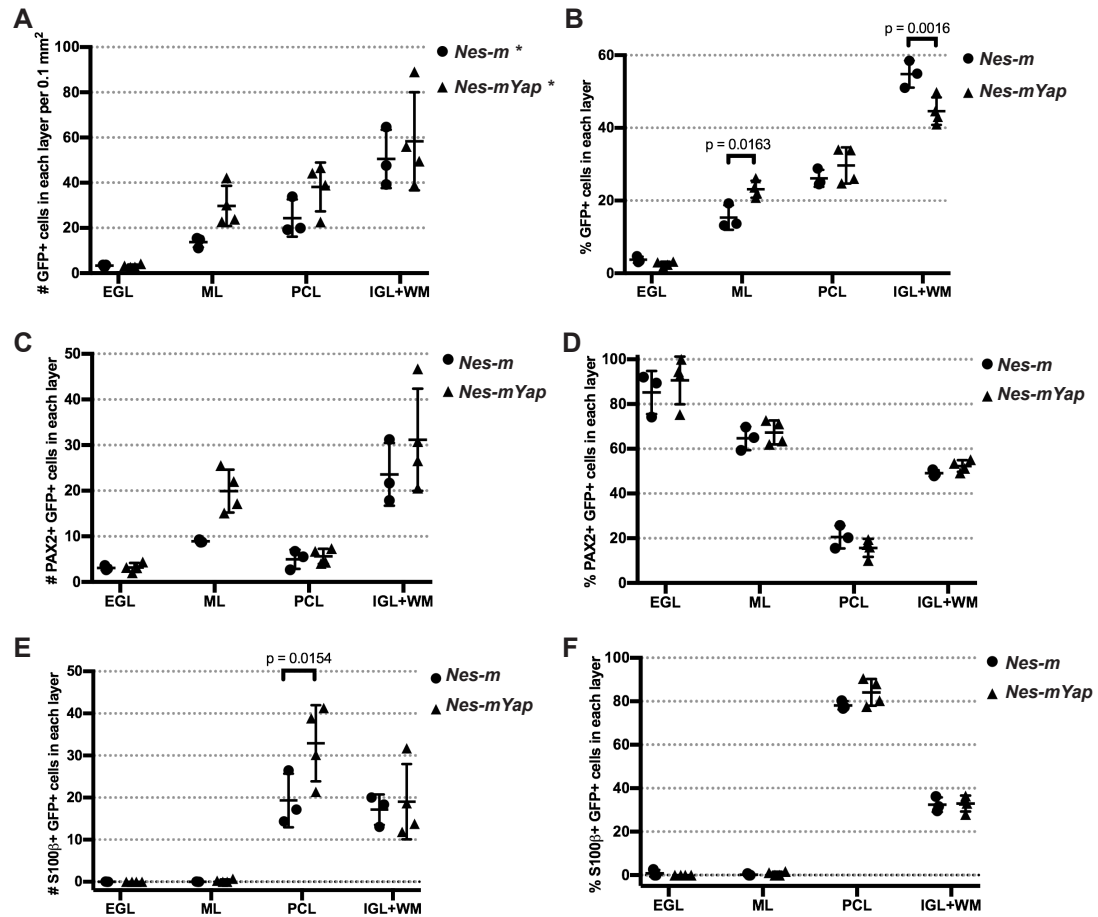 A
# GFP+ cells in each layer per 0.1 mm²
100
80
60
40
20
0
EGL ML PCL IGL+WM
Nes-m *
Nes-mYap *
B
% GFP+ cells in each layer
60
40
20
0
p = 0.0163
p = 0.0016
EGL ML PCL IGL+WM
Nes-m
Nes-mYap
C
# PAX2+ GFP+ cells in each layer
50
40
30
20
10
0
EGL ML PCL IGL+WM
Nes-m
Nes-mYap
D
% PAX2+ GFP+ cells in each layer
100
80
60
40
20
0
EGL ML PCL IGL+WM
Nes-m
Nes-mYap
E
# S100β+ GFP+ cells in each layer
50
40
30
20
10
0
p = 0.0154
EGL ML PCL IGL+WM
Nes-m
Nes-mYap
F
% S100β+ GFP+ cells in each layer
100
80
60
40
20
0
EGL ML PCL IGL+WM
Nes-m
Nes-mYap